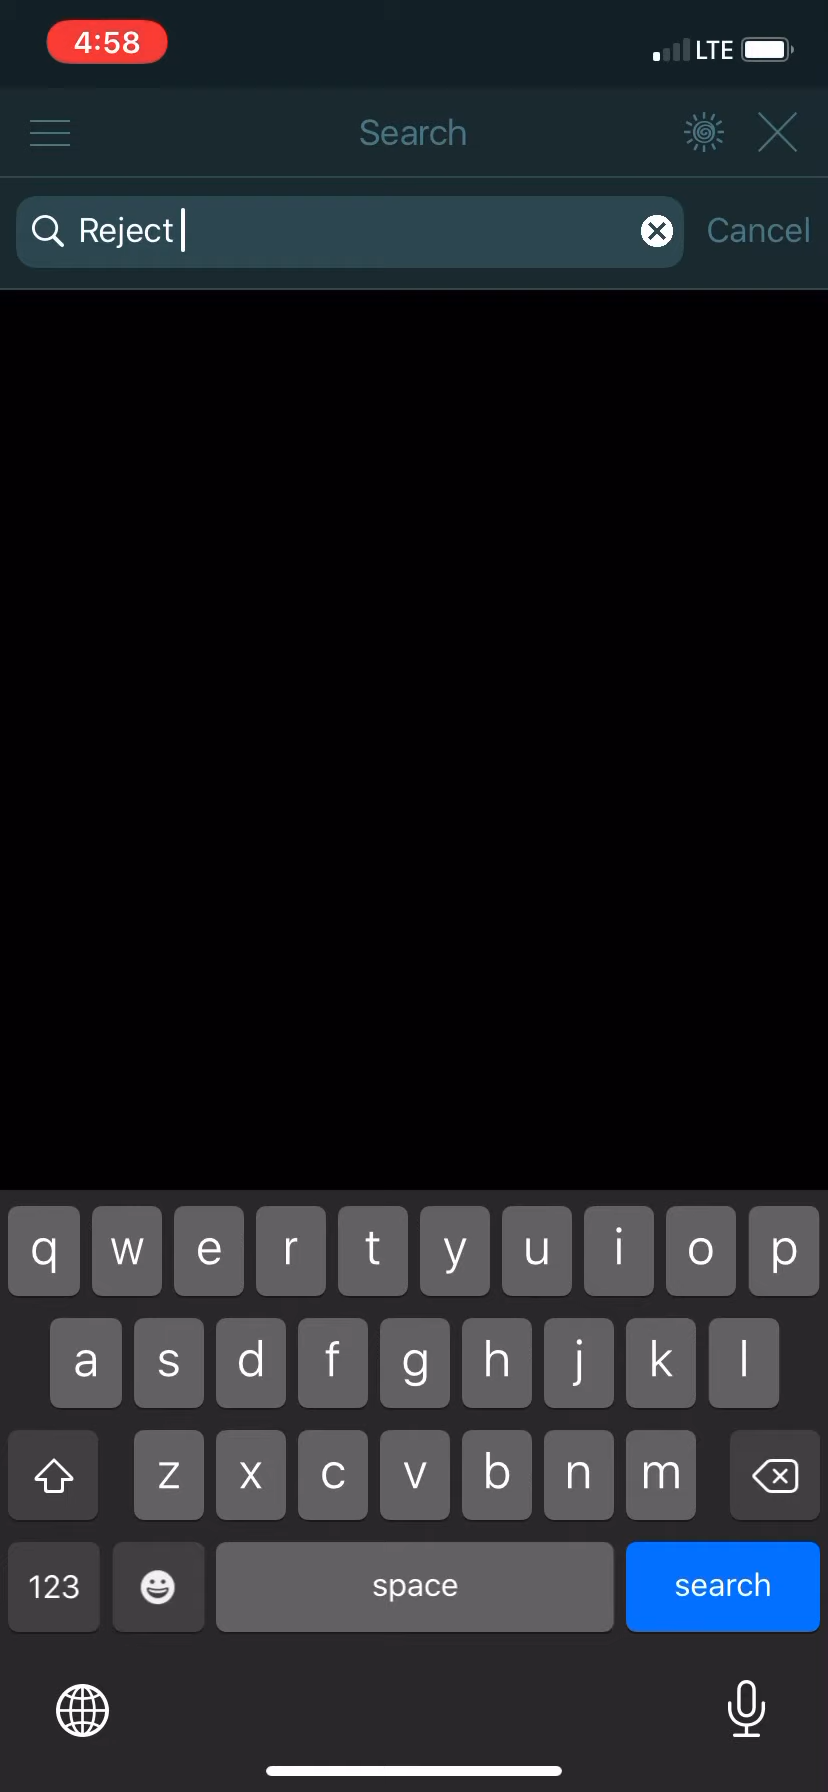 4:58
LTE
Search
Reject
Cancel
q w e r t y u i o p
a s d f g h j k l
z x c v b n m
123 space search